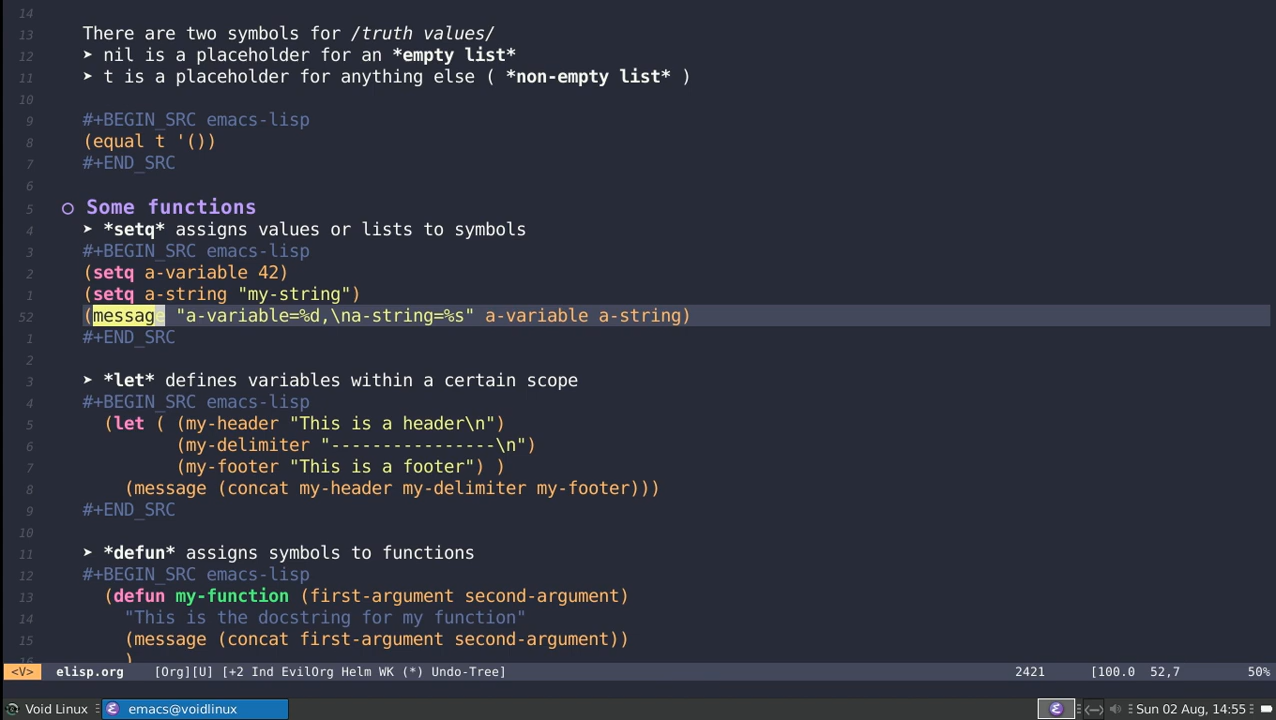 14
13 There are two symbols for /truth values/
12 ➤ nil is a placeholder for an *empty list*
11 ➤ t is a placeholder for anything else ( *non-empty list* )
10
9 #+BEGIN_SRC emacs-lisp
8 (equal t '())
7 #+END_SRC
6
5 ○ Some functions
4 ➤ *setq* assigns values or lists to symbols
3 #+BEGIN_SRC emacs-lisp
2 (setq a-variable 42)
1 (setq a-string "my-string")
52 (message "a-variable=%d,\na-string=%s" a-variable a-string)
1 #+END_SRC
2
3 ➤ *let* defines variables within a certain scope
4 #+BEGIN_SRC emacs-lisp
5 (let ( (my-header "This is a header\n")
6 (my-delimiter "----------------\n")
7 (my-footer "This is a footer") )
8 (message (concat my-header my-delimiter my-footer)))
9 #+END_SRC
10
11 ➤ *defun* assigns symbols to functions
12 #+BEGIN_SRC emacs-lisp
13 (defun my-function (first-argument second-argument)
14 "This is the docstring for my function"
15 (message (concat first-argument second-argument))
16 )
<V> elisp.org [Org][U] [+2 Ind EvilOrg Helm WK (*) Undo-Tree] 2421 [100.0 52,7 50%
Void Linux emacs@voidlinux Sun 02 Aug, 14:55